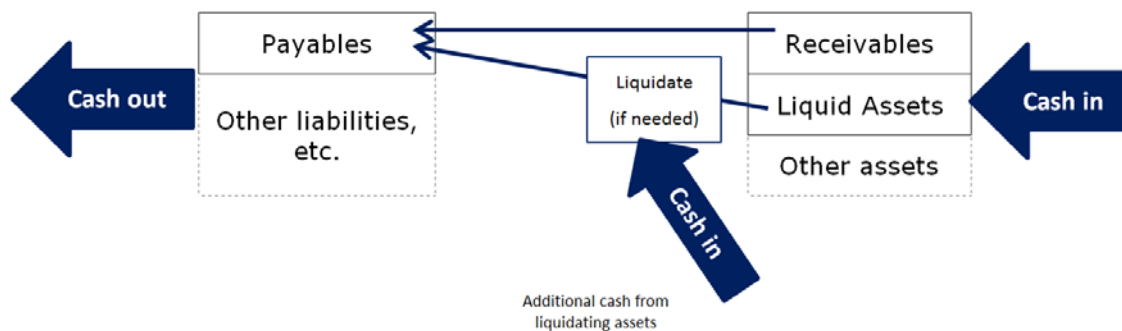 Cash out
Payables
Other liabilities,
etc.
Liquidate
(if needed)
Receivables
Liquid Assets
Other assets
Cash in
Cash in
Additional cash from
liquidating assets